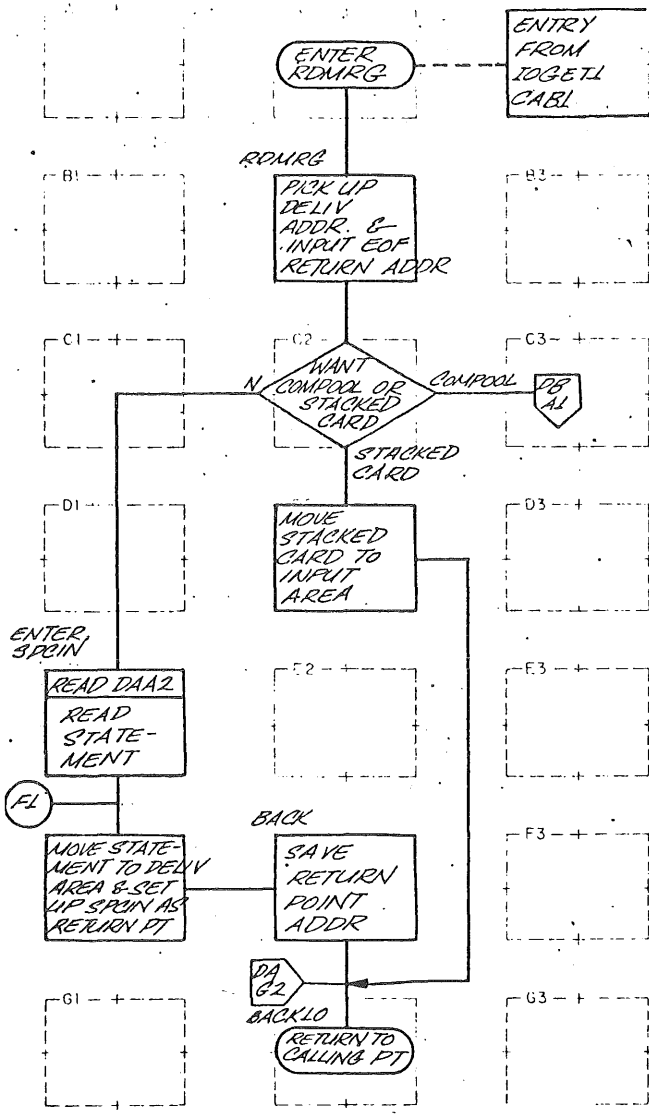 ENTER
RDMRG
ENTRY
FROM
IOGET1
CAB1
RDMRG
B1
PICK UP
DELIV
ADDR. &
INPUT EOF
RETURN ADDR
B3
C1
C2
C3
WANT
COMPOOL OR
STACKED
CARD
N
COMPOOL
DB
A1
STACKED
CARD
D1
MOVE
STACKED
CARD TO
INPUT
AREA
D3
ENTER
SPCIN
READ DAA2
READ
STATE-
MENT
E2
E3
F1
MOVE STATE-
MENT TO DELIV
AREA & SET
UP SPCIN AS
RETURN PT
BACK
SAVE
RETURN
POINT
ADDR
F3
DA
G2
G1
BACK10
RETURN TO
CALLING PT
G3